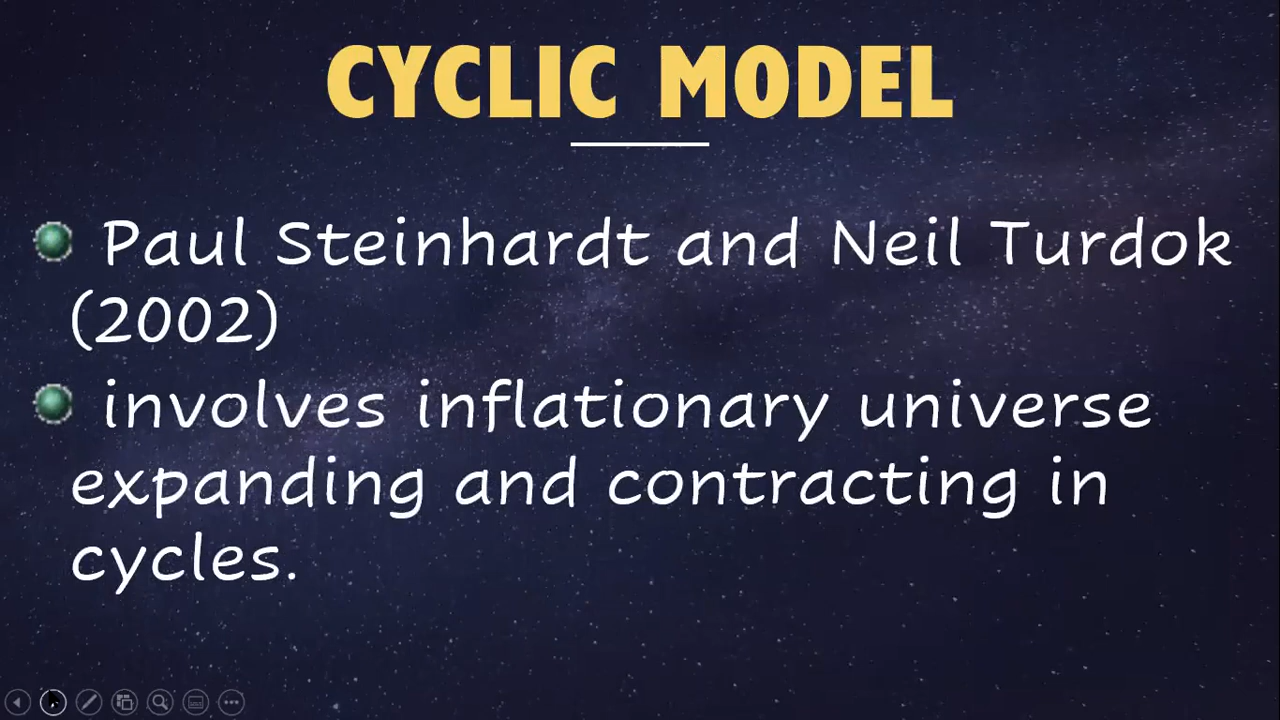 CYCLIC MODEL
Paul Steinhardt and Neil Turdok
(2002)
involves inflationary universe
expanding and contracting in
cycles.